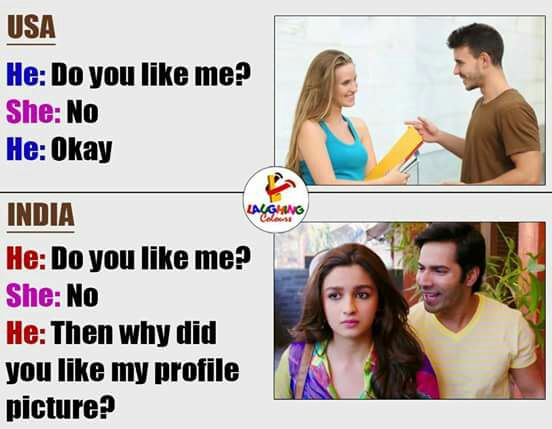 USA
He: Do you like me?
She: No
He: Okay
LAUGHING
Colours
INDIA
He: Do you like me?
She: No
He: Then why did
you like my profile
picture?